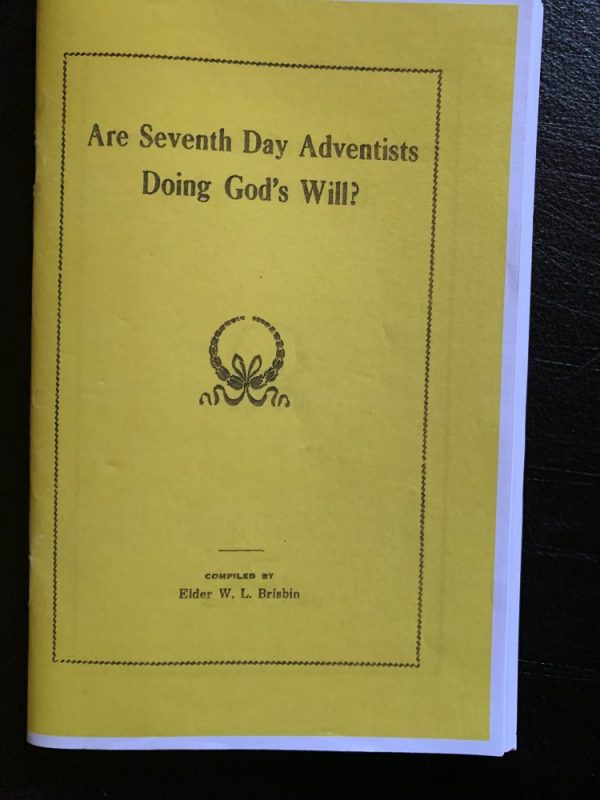 Are Seventh Day Adventists
Doing God's Will?
COMPILED BY
Elder W. L. Brisbin